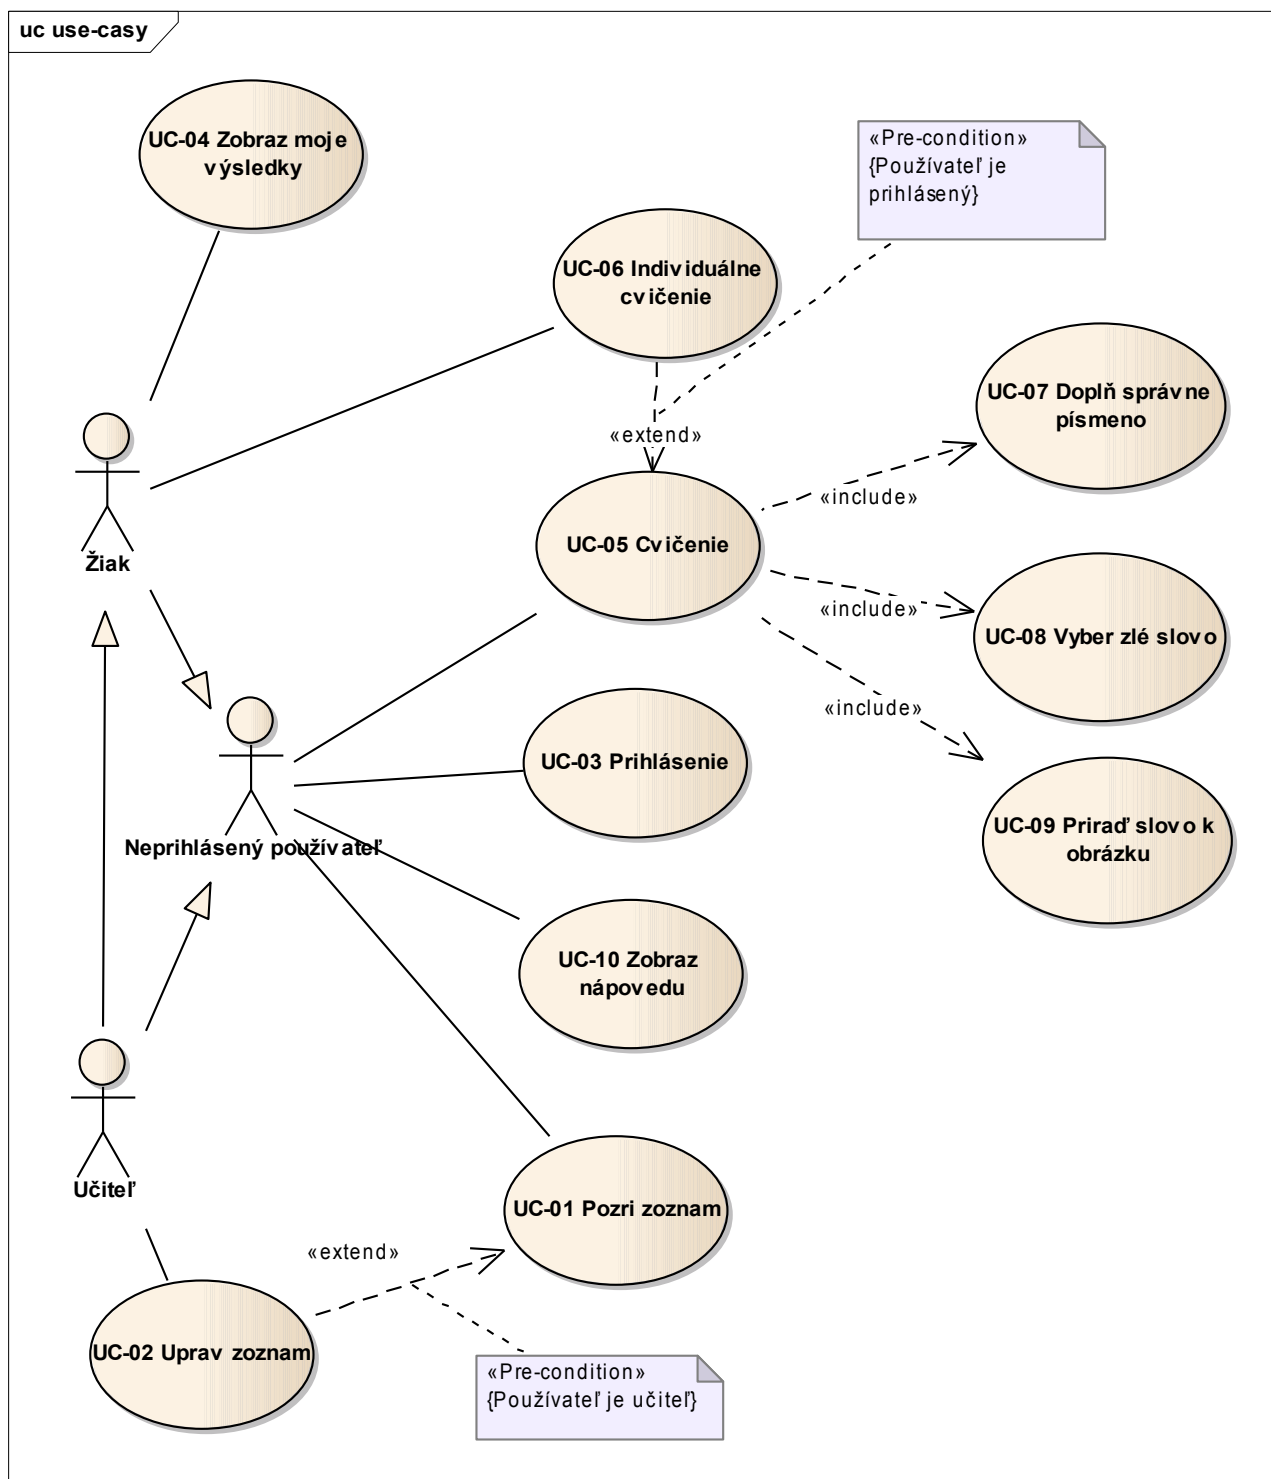 uc use-casy
UC-04 Zobraz moje
výsledky
«Pre-condition»
{Používateľ je
prihlásený}
UC-06 Individuálne
cvičenie
UC-07 Doplň správne
písmeno
«extend»
«include»
UC-05 Cvičenie
Žiak
«include»
UC-08 Vyber zlé slovo
«include»
UC-03 Prihlásenie
UC-09 Priraď slovo k
obrázku
Neprihlásený používateľ
UC-10 Zobraz
nápovedu
Učiteľ
UC-01 Pozri zoznam
«extend»
UC-02 Uprav zoznam
«Pre-condition»
{Používateľ je učiteľ}